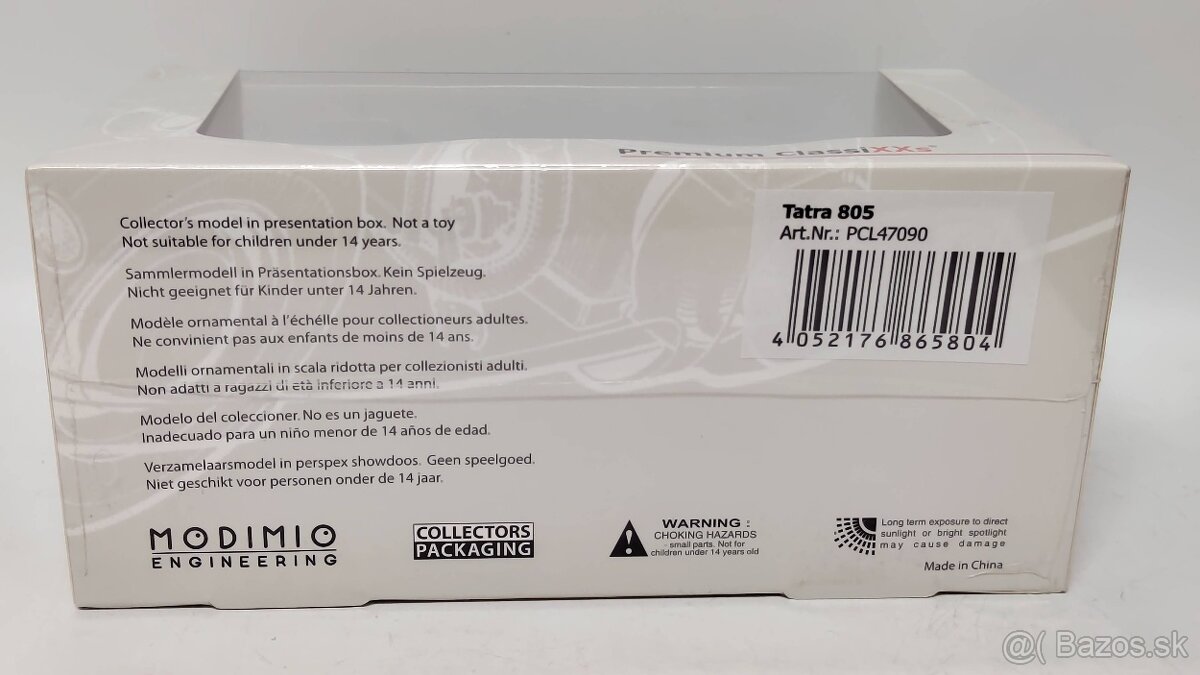 Premium ClassiXXs
Tatra 805
Art.Nr.: PCL47090
4 052176 865804
Collector's model in presentation box. Not a toy
Not suitable for children under 14 years.
Sammlermodell in Präsentationsbox. Kein Spielzeug.
Nicht geeignet für Kinder unter 14 Jahren.
Modèle ornamental à l'échélle pour collectioneurs adultes.
Ne convenient pas aux enfants de moins de 14 ans.
Modelli ornamentali in scala ridotta per collezionisti adulti.
Non adatti a ragazzi di età inferiore a 14 anni.
Modelo del coleccioner. No es un jaguete.
Inadecuado para un niño menor de 14 años de edad.
Verzamelaarsmodel in perspex showdoos. Geen speelgoed.
Niet geschikt voor personen onder de 14 jaar.
MODIMIO
ENGINEERING
COLLECTORS
PACKAGING
WARNING :
CHOKING HAZARDS
small parts. Not for
children under 14 years old
Long term exposure to direct
sunlight or bright spotlight
may cause damage
Made in China
@( Bazos.sk